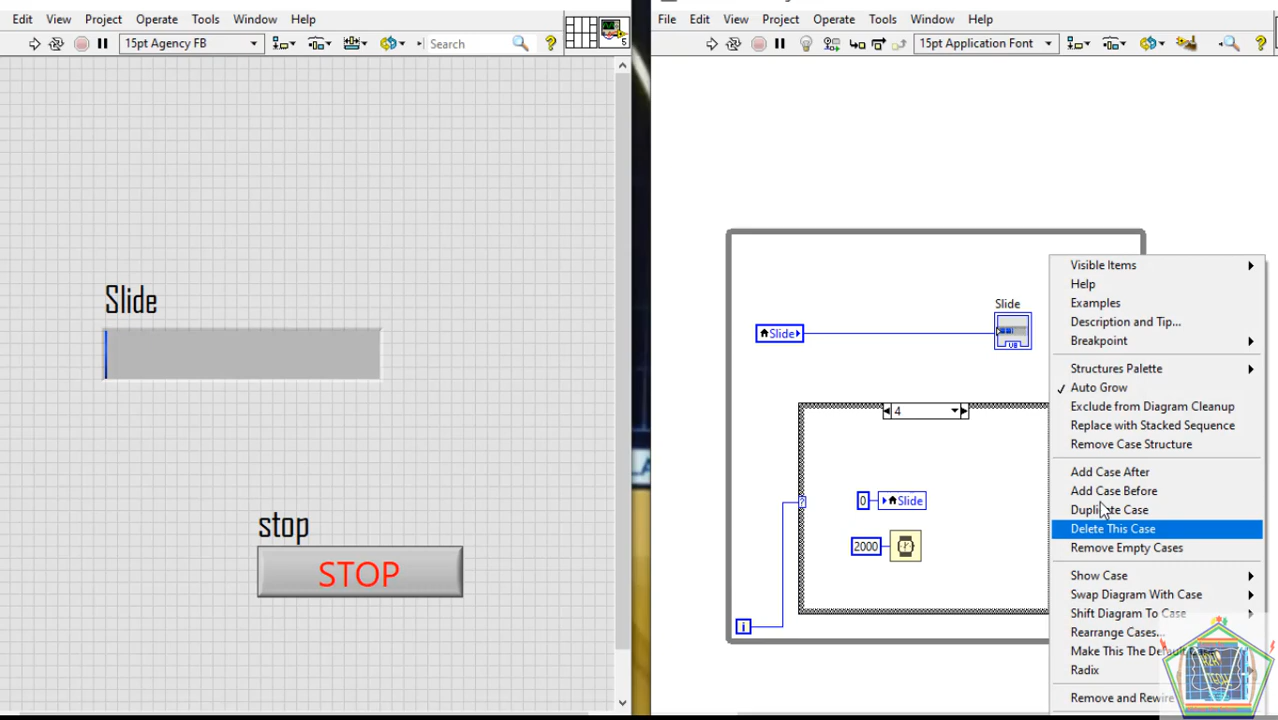 Edit View Project Operate Tools Window Help
15pt Agency FB
Search
?
5
Slide
stop
STOP
File Edit View Project Operate Tools Window Help
15pt Application Font
?
Slide
Slide
U8
4
?
0 Slide
2000
i
Visible Items
Help
Examples
Description and Tip...
Breakpoint
Structures Palette
Auto Grow
Exclude from Diagram Cleanup
Replace with Stacked Sequence
Remove Case Structure
Add Case After
Add Case Before
Duplicate Case
Delete This Case
Remove Empty Cases
Show Case
Swap Diagram With Case
Shift Diagram To Case
Rearrange Cases...
Make This The Default Case
Radix
Remove and Rewire